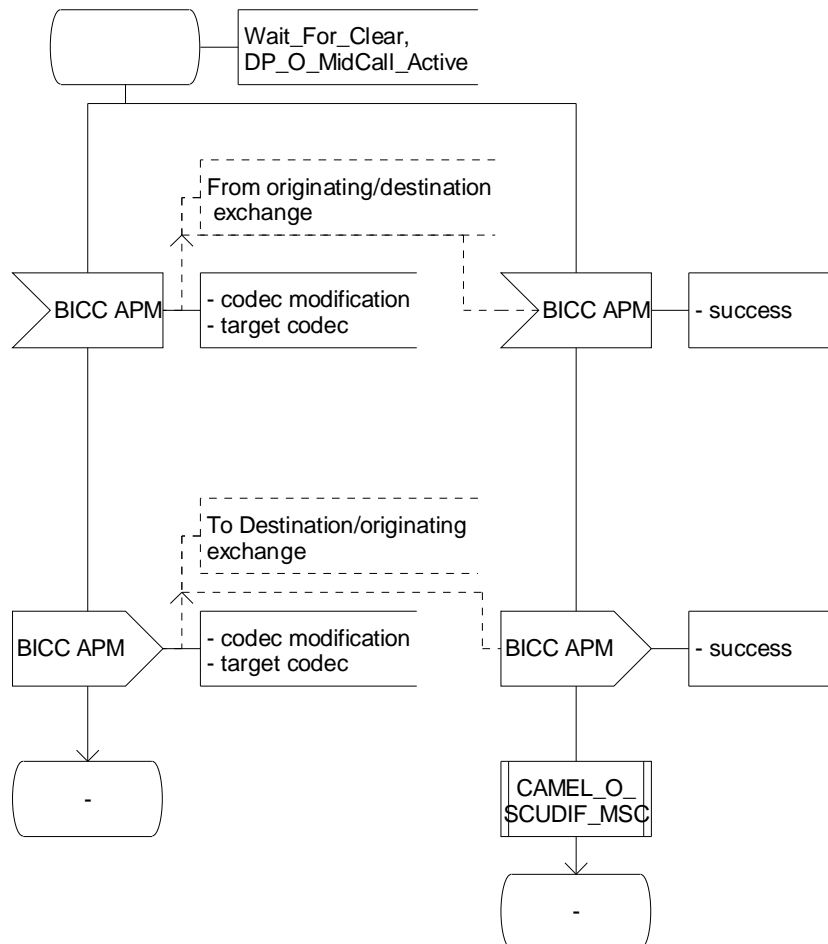 Wait_For_Clear,
DP_O_MidCall_Active
From originating/destination
exchange
BICC APM
- codec modification
- target codec
BICC APM
- success
To Destination/originating
exchange
BICC APM
- codec modification
- target codec
BICC APM
- success
-
CAMEL_O_
SCUDIF_MSC
-